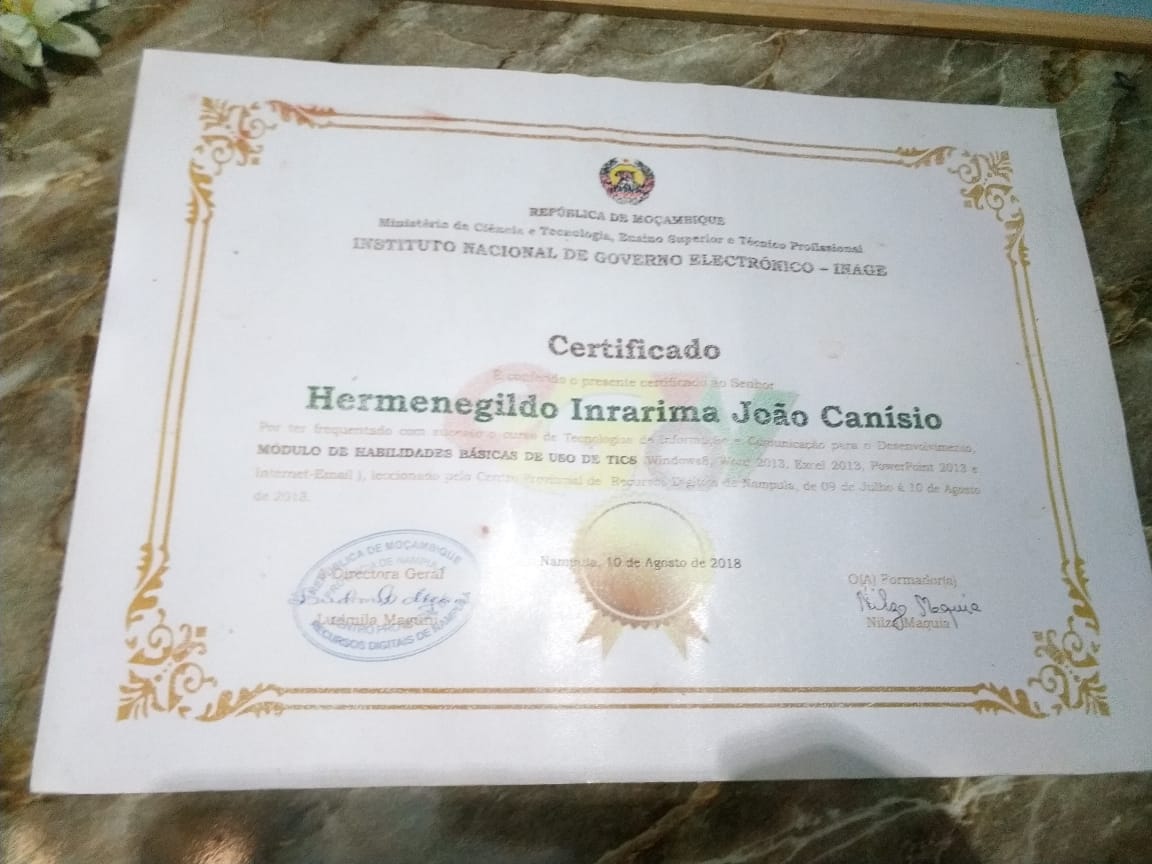 REPÚBLICA DE MOÇAMBIQUE
Ministério de Ciência e Tecnologia, Ensino Superior e Técnico Profissional
INSTITUTO NACIONAL DE GOVERNO ELECTRÓNICO – INAGE
Certificado
É conferido o presente certificado ao Senhor
Hermenegildo Inrarima João Canísio
Por ter frequentado com sucesso o curso de Tecnologias de Informação e Comunicação para o Desenvolvimento,
MÓDULO DE HABILIDADES BÁSICAS DE USO DE TICS (Windows8, Word 2013, Excel 2013, PowerPoint 2013 e
Internet-Email ), leccionado pelo Centro Provincial de Recursos Digitais de Nampula, de 09 de Julho á 10 de Agosto
de 2018.
Nampula, 10 de Agosto de 2018
REPÚBLICA DE MOÇAMBIQUE
PROVÍNCIA DE NAMPULA
Directora Geral
Ludmila Maguni
CENTRO PROVINCIAL
RECURSOS DIGITAIS DE NAMPULA
O(A) Formador(a)
Nilza Maquia
Nilza Maquia